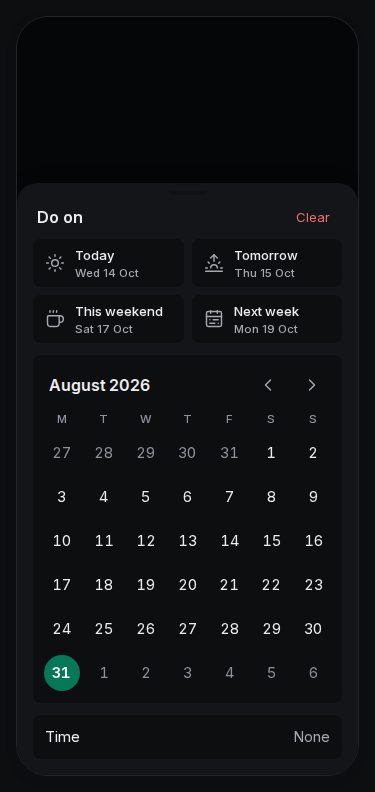 Do on
Clear
Today
Wed 14 Oct
Tomorrow
Thu 15 Oct
This weekend
Sat 17 Oct
Next week
Mon 19 Oct
August 2026
M T W T F S S
27 28 29 30 31 1 2
3 4 5 6 7 8 9
10 11 12 13 14 15 16
17 18 19 20 21 22 23
24 25 26 27 28 29 30
31 1 2 3 4 5 6
Time None